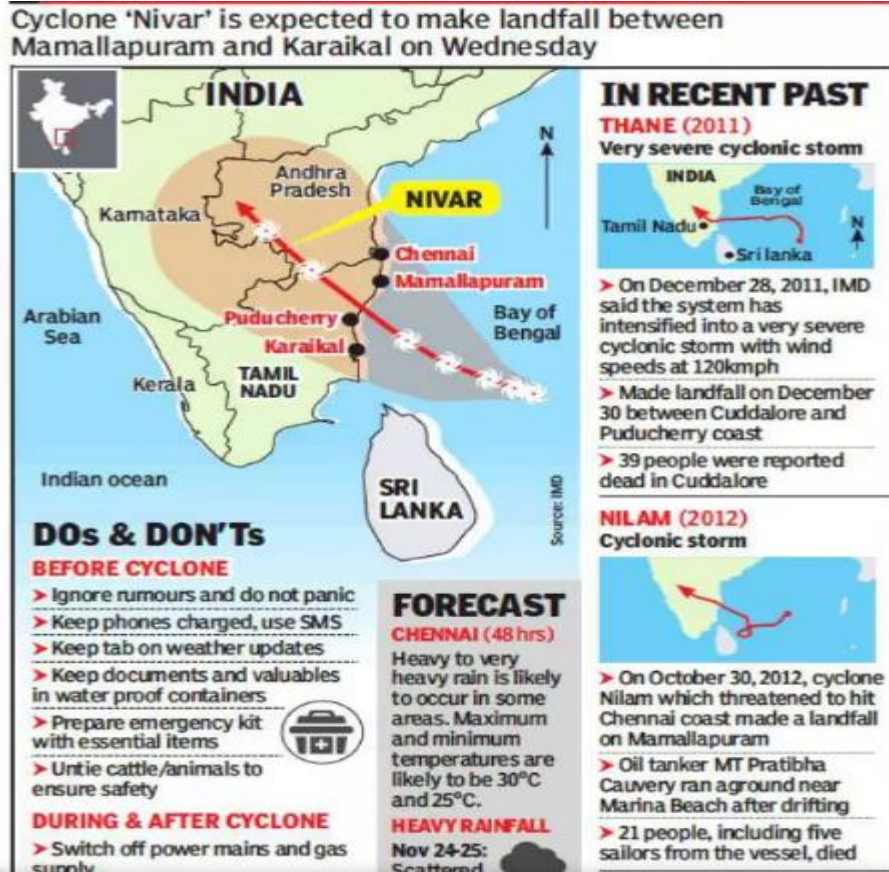 Cyclone ‘Nivar’ is expected to make landfall between
Mamallapuram and Karaikal on Wednesday
INDIA
N
Andhra
Pradesh
NIVAR
Karnataka
Chennai
Mamallapuram
Arabian
Sea
Puducherry
Bay of
Bengal
Karaikal
TAMIL
NADU
Kerala
Indian ocean
SRI
LANKA
Source: IMD
DOs & DON'Ts
BEFORE CYCLONE
➤ Ignore rumours and do not panic
➤ Keep phones charged, use SMS
➤ Keep tab on weather updates
➤ Keep documents and valuables
in water proof containers
➤ Prepare emergency kit
with essential items
➤ Untie cattle/animals to
ensure safety
DURING & AFTER CYCLONE
➤ Switch off power mains and gas
supply
FORECAST
CHENNAI (48 hrs)
Heavy to very
heavy rain is likely
to occur in some
areas. Maximum
and minimum
temperatures are
likely to be 30°C
and 25°C.
HEAVY RAINFALL
Nov 24-25:
Scattered
IN RECENT PAST
THANE (2011)
Very severe cyclonic storm
INDIA
Bay of
Bengal
Tamil Nadu
N
Sri lanka
➤ On December 28, 2011, IMD
said the system has
intensified into a very severe
cyclonic storm with wind
speeds at 120kmph
➤ Made landfall on December
30 between Cuddalore and
Puducherry coast
➤ 39 people were reported
dead in Cuddalore
NILAM (2012)
Cyclonic storm
➤ On October 30, 2012, cyclone
Nilam which threatened to hit
Chennai coast made a landfall
on Mamallapuram
➤ Oil tanker MT Pratibha
Cauvery ran aground near
Marina Beach after drifting
➤ 21 people, including five
sailors from the vessel, died